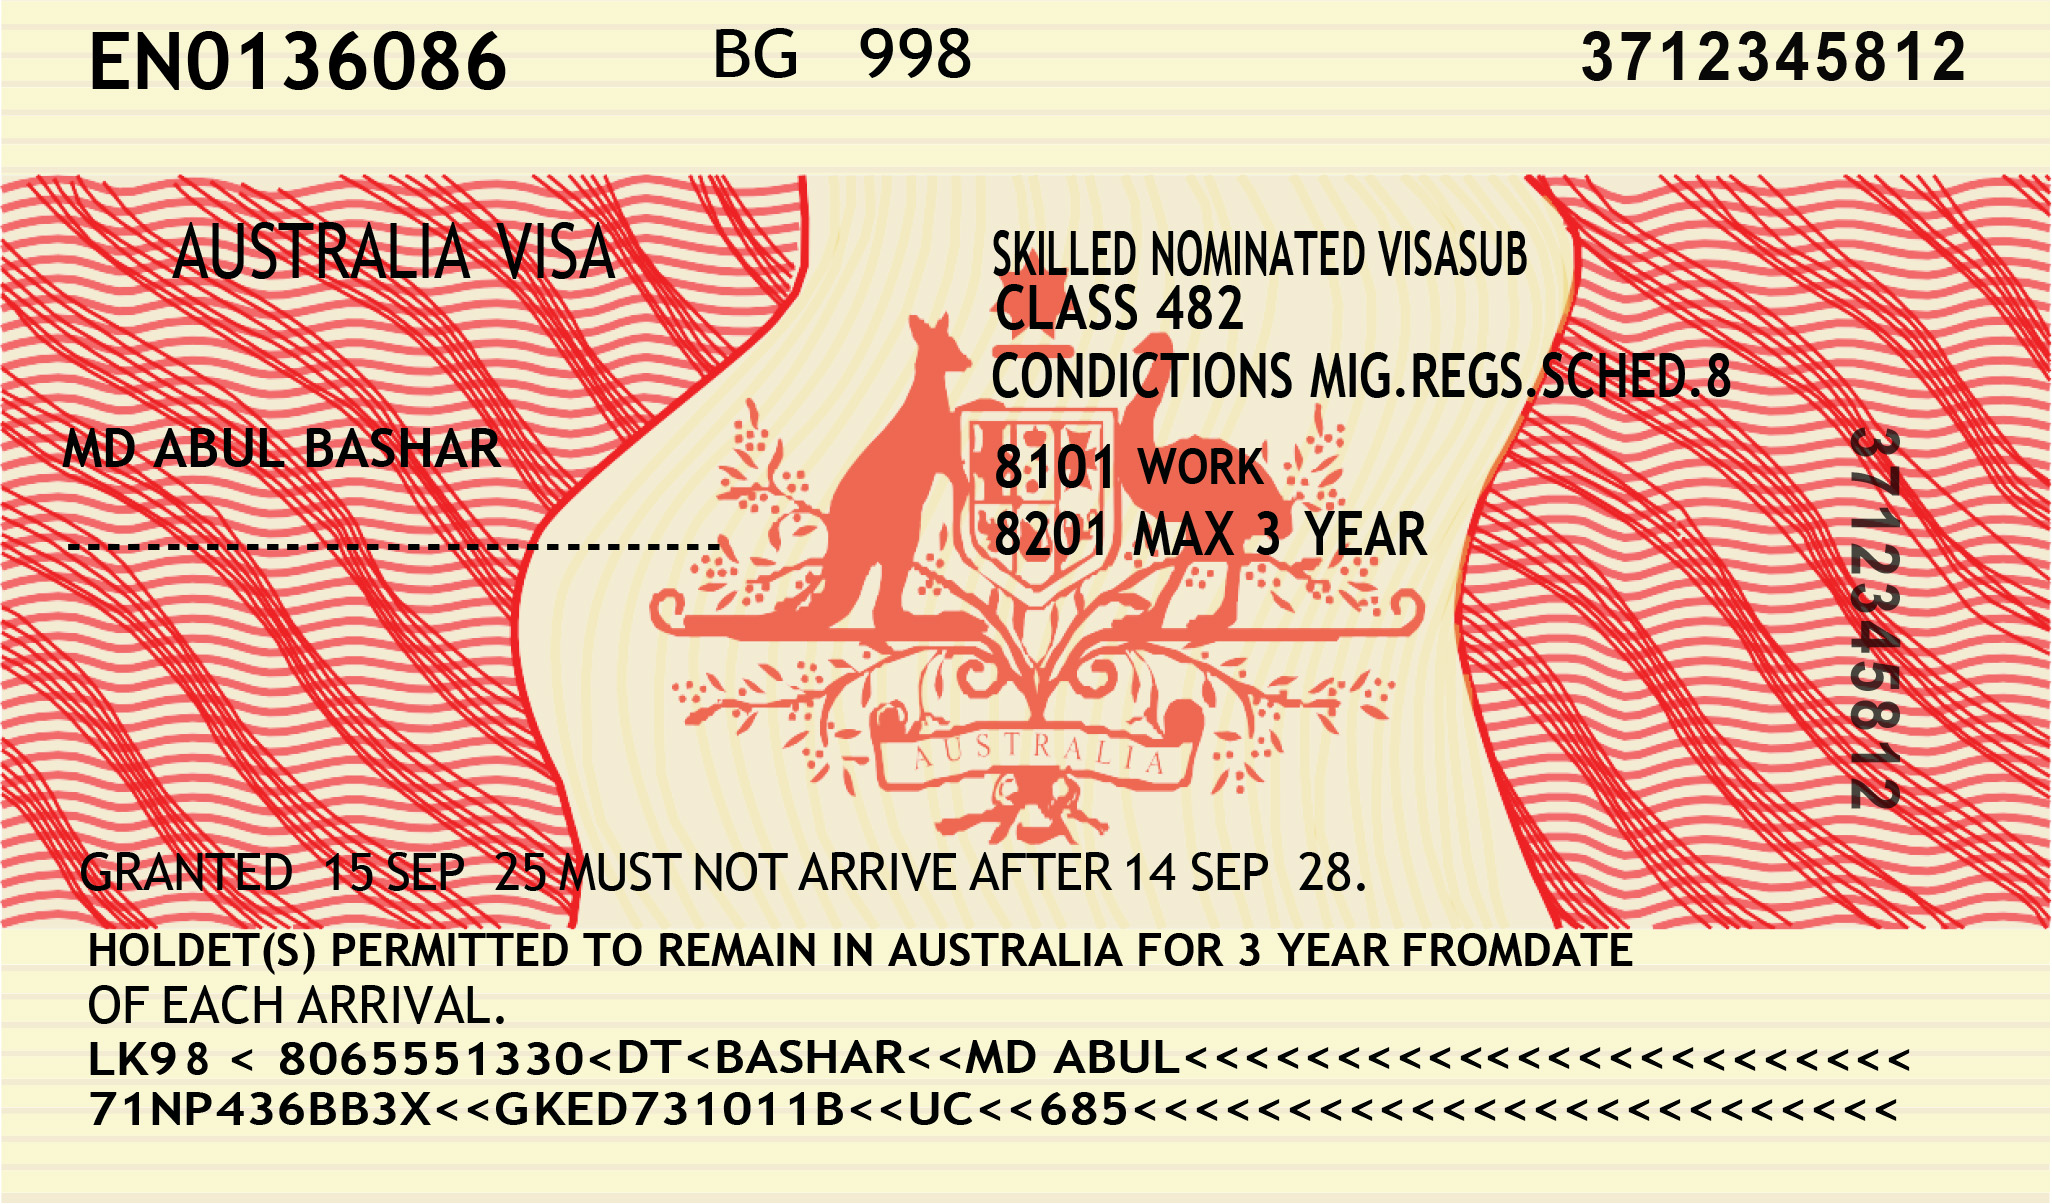 EN0136086 BG 998 3712345812
AUSTRALIA VISA
SKILLED NOMINATED VISASUB
CLASS 482
CONDICTIONS MIG.REGS.SCHED.8
MD ABUL BASHAR
8101 WORK
8201 MAX 3 YEAR
---------------------------------
3712345812
AUSTRALIA
GRANTED 15 SEP 25 MUST NOT ARRIVE AFTER 14 SEP 28.
HOLDET(S) PERMITTED TO REMAIN IN AUSTRALIA FOR 3 YEAR FROMDATE
OF EACH ARRIVAL.
LK98 < 8065551330<DT<BASHAR<<MD ABUL<<<<<<<<<<<<<<<<<<<<<<<<
71NP436BB3X<<GKED731011B<<UC<<685<<<<<<<<<<<<<<<<<<<<<<<<<